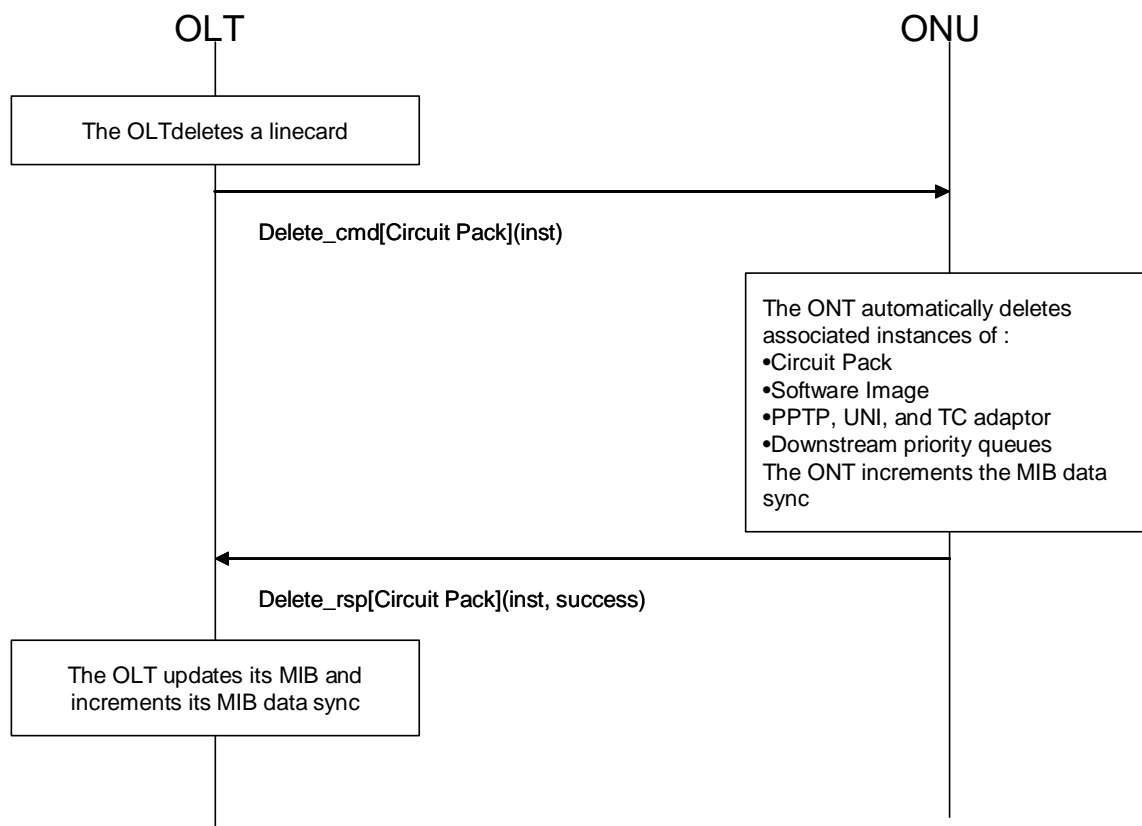 OLT
ONU
The OLTdeletes a linecard
Delete_cmd[Circuit Pack](inst)
The ONT automatically deletes
associated instances of :
•Circuit Pack
•Software Image
•PPTP, UNI, and TC adaptor
•Downstream priority queues
The ONT increments the MIB data
sync
Delete_rsp[Circuit Pack](inst, success)
The OLT updates its MIB and
increments its MIB data sync